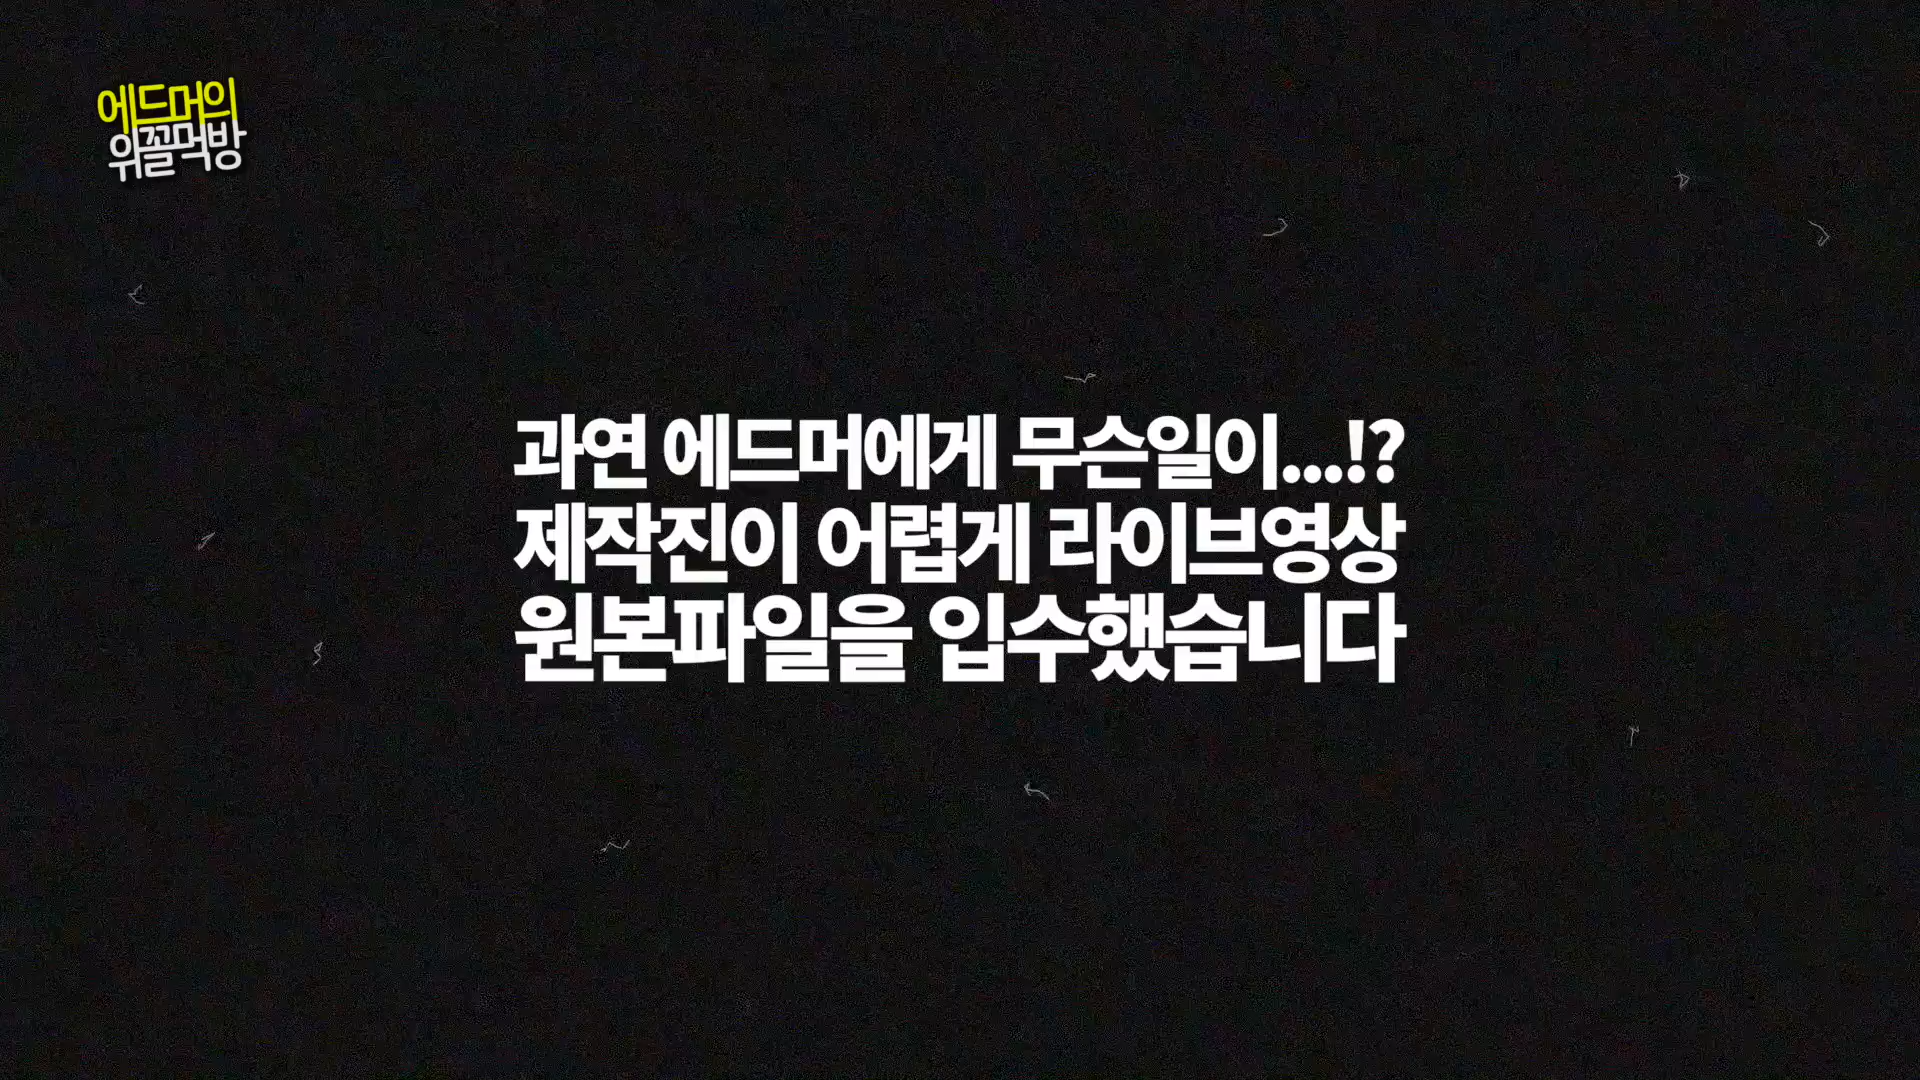 에드머의
위꼴먹방
과연 에드머에게 무슨일이...!?
제작진이 어렵게 라이브영상
원본파일을 입수했습니다